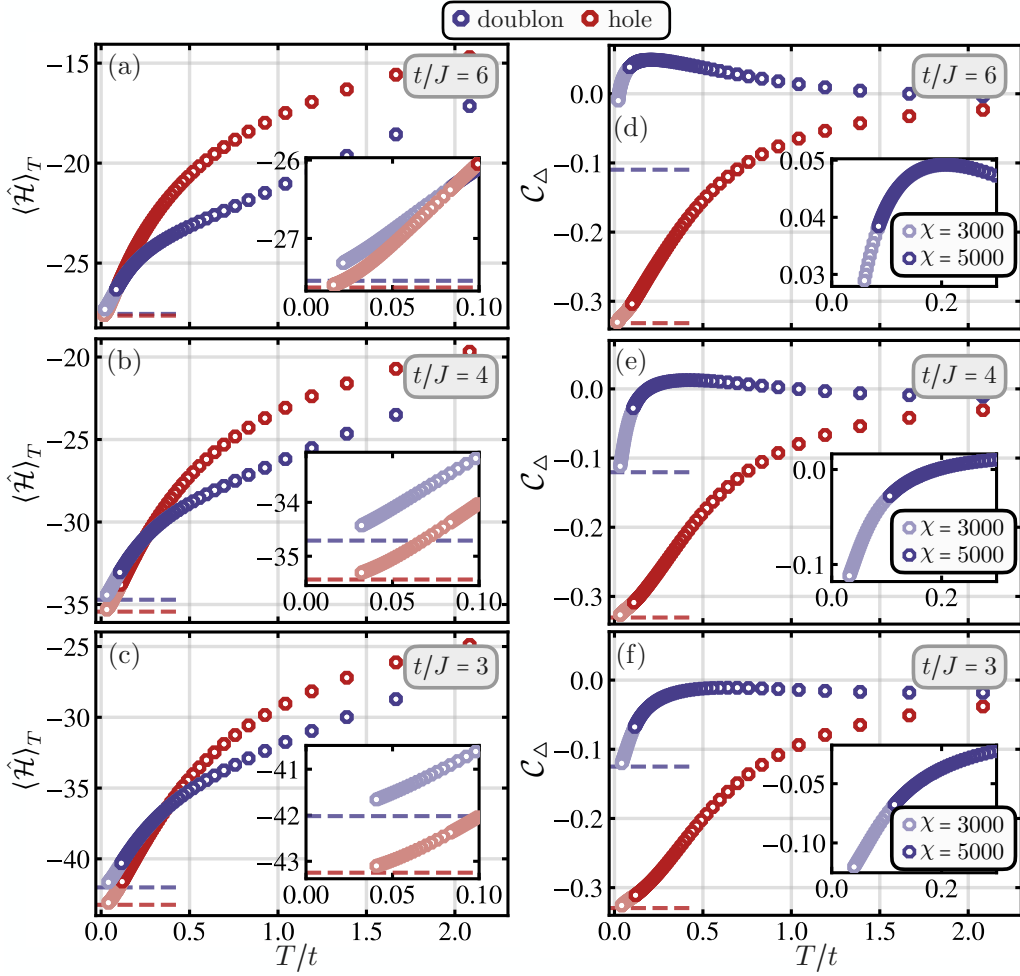 doublon hole
(a)
t/J = 6
−15
−20
−25
⟨Ĥ⟩_T
−26
−27
0.00 0.05 0.10
(d)
t/J = 6
0.0
−0.1
−0.2
−0.3
C_△
0.05
0.04
0.03
χ = 3000
χ = 5000
0.0 0.2
(b)
t/J = 4
−20
−25
−30
−35
⟨Ĥ⟩_T
−34
−35
0.00 0.05 0.10
(e)
t/J = 4
0.0
−0.1
−0.2
−0.3
C_△
0.0
−0.1
χ = 3000
χ = 5000
0.0 0.2
(c)
t/J = 3
−25
−30
−35
−40
⟨Ĥ⟩_T
−41
−42
−43
0.00 0.05 0.10
0.0 0.5 1.0 1.5 2.0
T/t
(f)
t/J = 3
0.0
−0.1
−0.2
−0.3
C_△
−0.05
−0.10
χ = 3000
χ = 5000
0.0 0.2
0.0 0.5 1.0 1.5 2.0
T/t